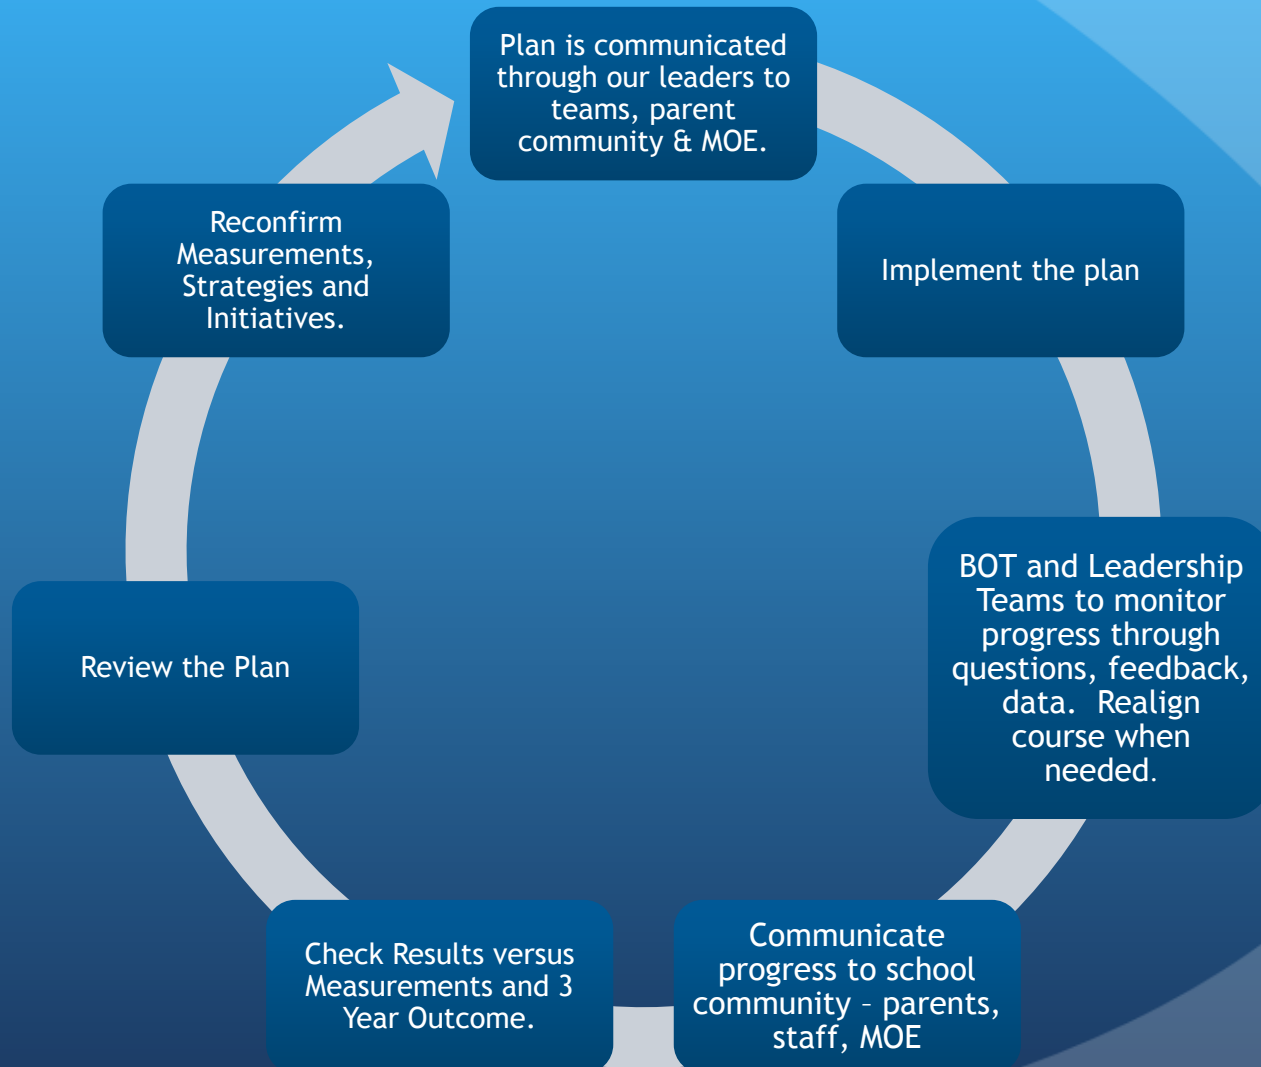 Plan is communicated
through our leaders to
teams, parent
community & MOE.
Implement the plan
BOT and Leadership
Teams to monitor
progress through
questions, feedback,
data.  Realign
course when
needed.
Communicate
progress to school
community – parents,
staff, MOE
Check Results versus
Measurements and 3
Year Outcome.
Review the Plan
Reconfirm
Measurements,
Strategies and
Initiatives.